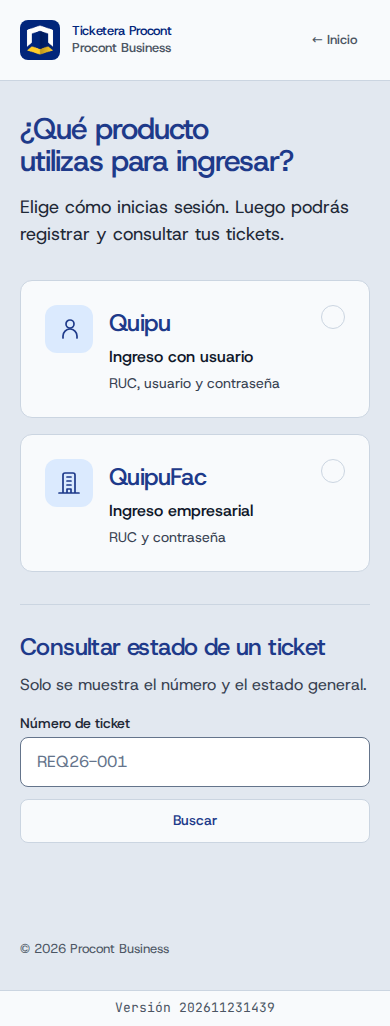 Ticketera Procont
Procont Business
← Inicio
¿Qué producto
utilizas para ingresar?
Elige cómo inicias sesión. Luego podrás
registrar y consultar tus tickets.
Quipu
Ingreso con usuario
RUC, usuario y contraseña
QuipuFac
Ingreso empresarial
RUC y contraseña
Consultar estado de un ticket
Solo se muestra el número y el estado general.
Número de ticket
REQ26-001
Buscar
© 2026 Procont Business
Versión 202611231439